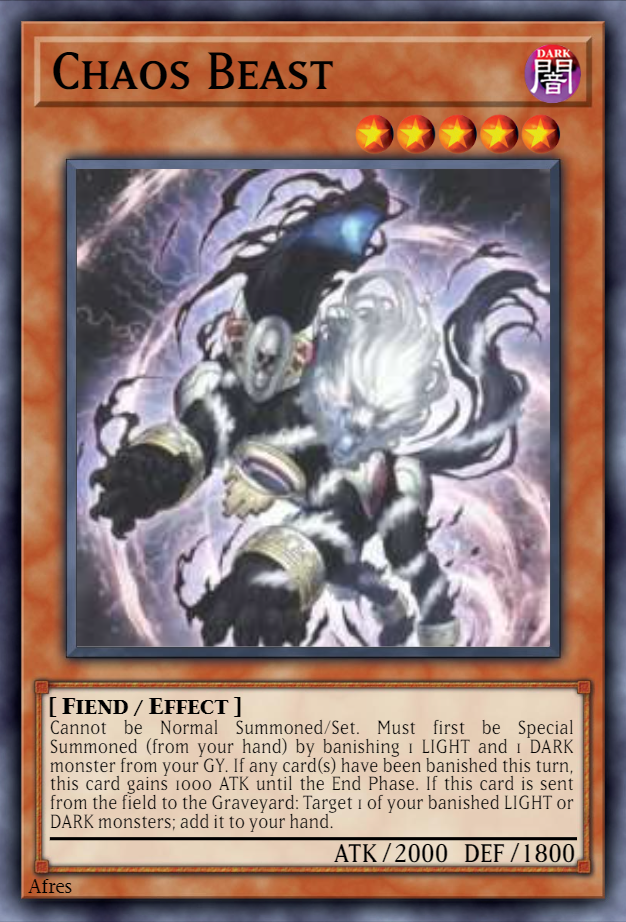 Chaos Beast
DARK
闇
[ Fiend / Effect ]
Cannot be Normal Summoned/Set. Must first be Special
Summoned (from your hand) by banishing 1 LIGHT and 1 DARK
monster from your GY. If any card(s) have been banished this turn,
this card gains 1000 ATK until the End Phase. If this card is sent
from the field to the Graveyard: Target 1 of your banished LIGHT or
DARK monsters; add it to your hand.
ATK/2000 DEF/1800
Afres